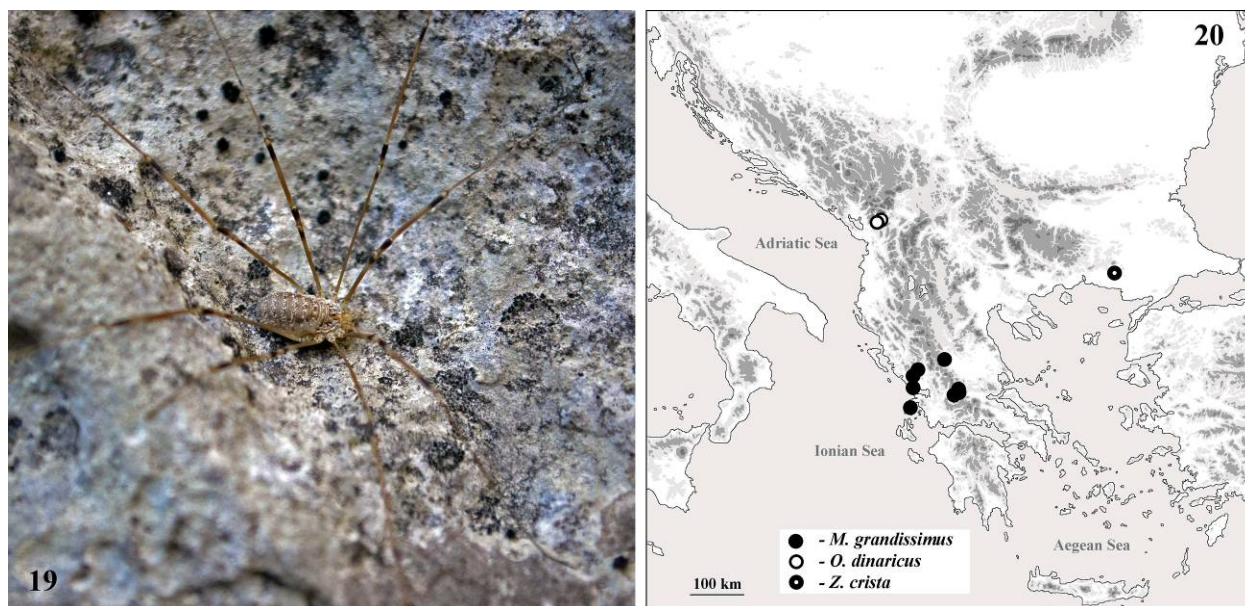 19
20
Adriatic Sea
Ionian Sea
Aegean Sea
- M. grandissimus
- O. dinaricus
- Z. crista
100 km